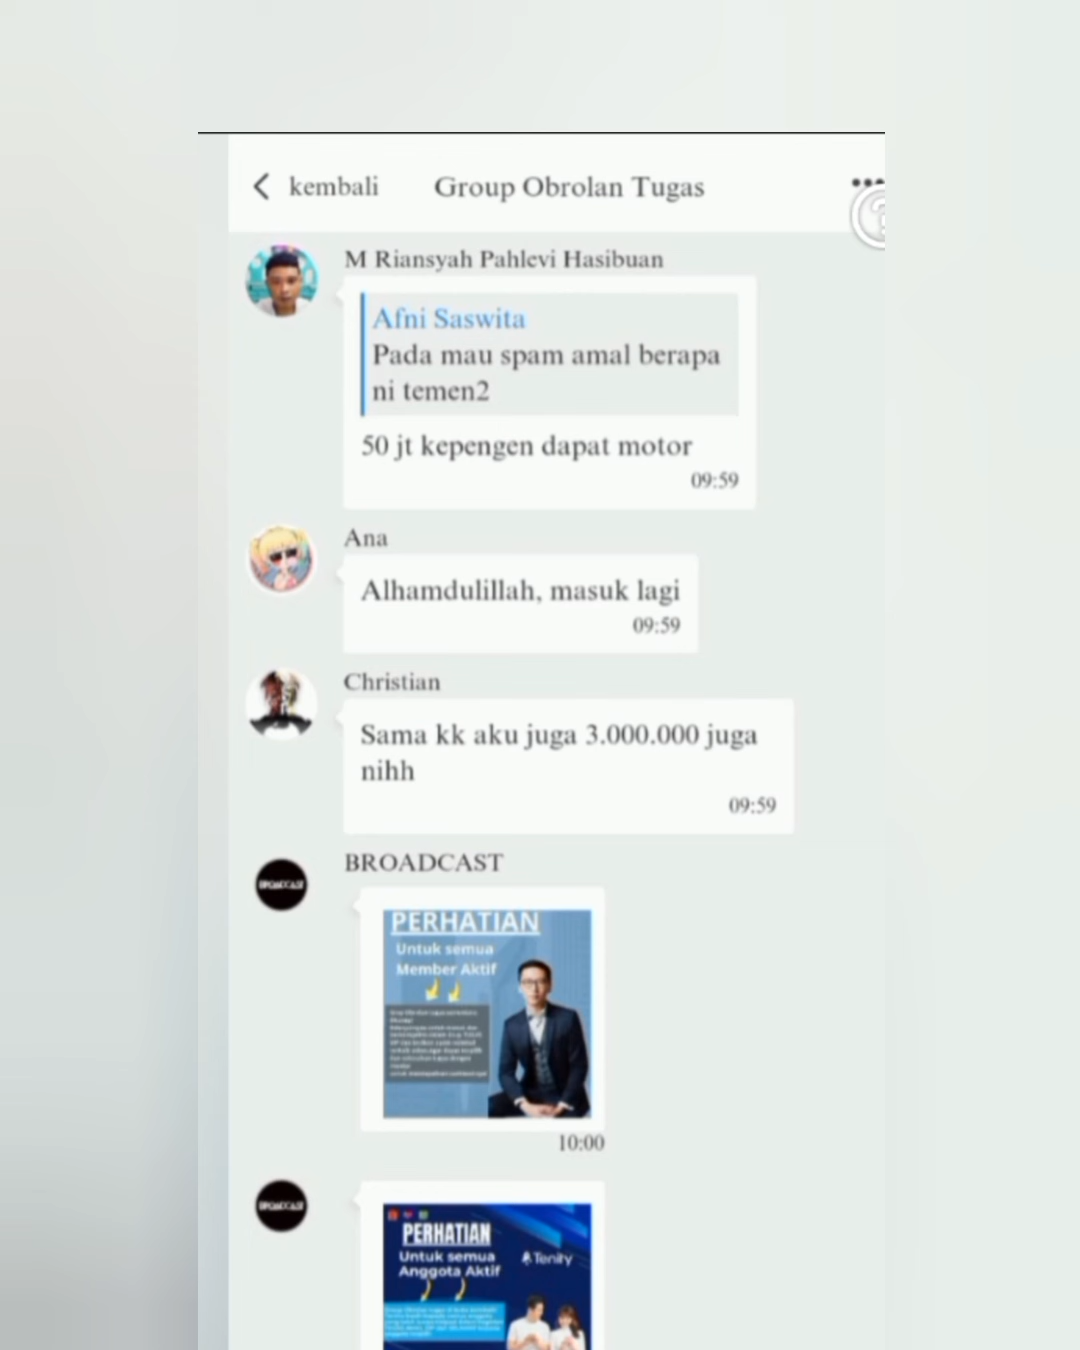 kembali
Group Obrolan Tugas
M Riansyah Pahlevi Hasibuan
Afni Saswita
Pada mau spam amal berapa
ni temen2
50 jt kepengen dapat motor
09:59
Ana
Alhamdulillah, masuk lagi
09:59
Christian
Sama kk aku juga 3.000.000 juga
nihh
09:59
BROADCAST
BROADCAST
PERHATIAN
Untuk semua
Member Aktif
10:00
BROADCAST
PERHATIAN
Untuk semua
Anggota Aktif
Tenity